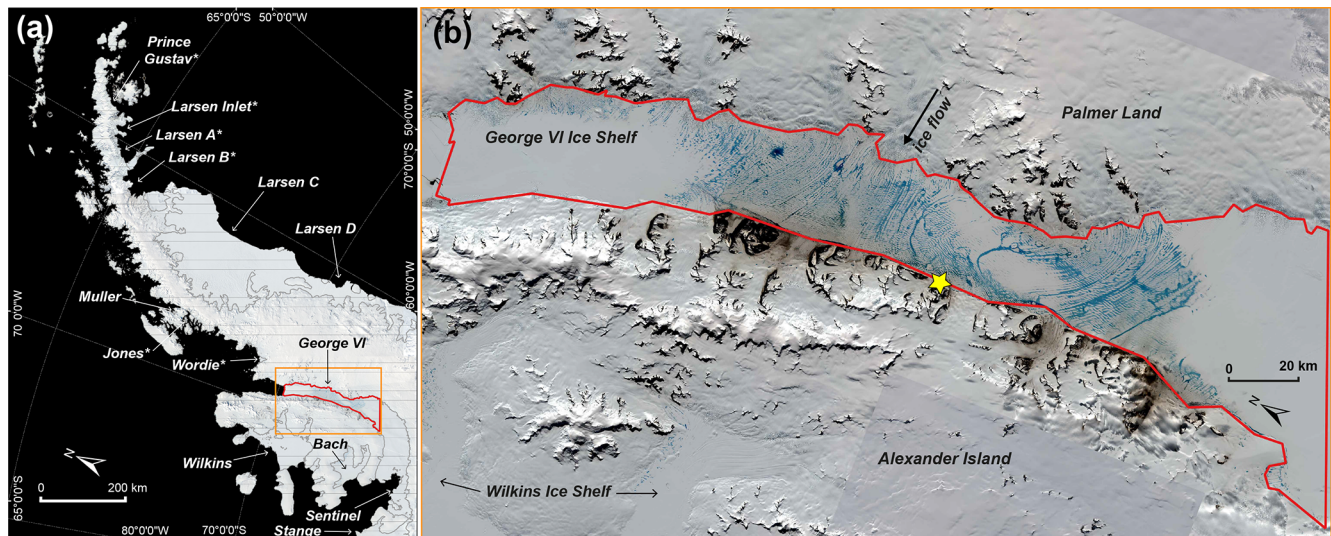 (a)
65°0'0"S 50°0'0"W
Prince
Gustav*
Larsen Inlet*
Larsen A*
Larsen B*
50°0'0"W
70°0'0"S
Larsen C
Larsen D
60°0'0"W
Muller
70 0'0"W
Jones*
Wordie*
George VI
Wilkins
Bach
N
0 200 km
Sentinel
Stange
65°0'0"S
80°0'0"W 70°0'0"S
(b)
George VI Ice Shelf
Ice flow
Palmer Land
0 20 km
N
Alexander Island
Wilkins Ice Shelf